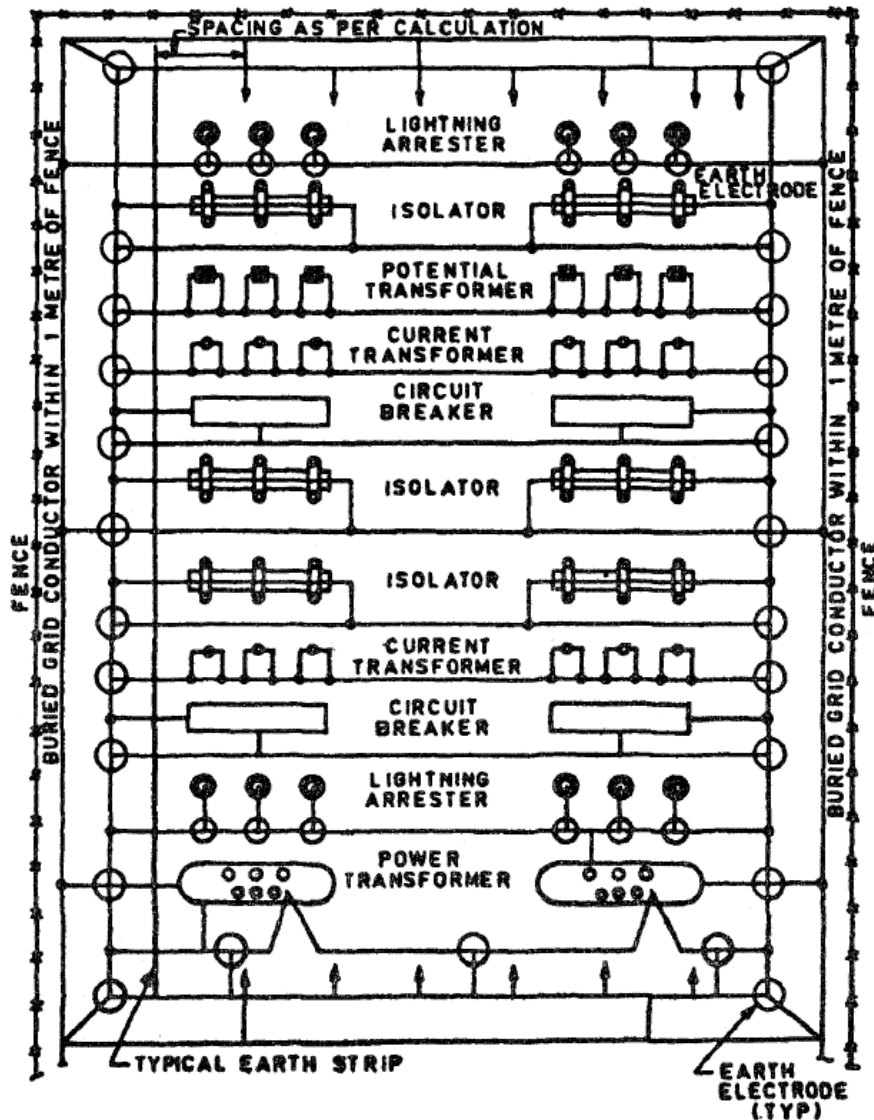 SPACING AS PER CALCULATION
LIGHTNING
ARRESTER
EARTH
ELECTRODE
ISOLATOR
POTENTIAL
TRANSFORMER
CURRENT
TRANSFORMER
CIRCUIT
BREAKER
ISOLATOR
ISOLATOR
CURRENT
TRANSFORMER
CIRCUIT
BREAKER
LIGHTNING
ARRESTER
POWER
TRANSFORMER
TYPICAL EARTH STRIP
EARTH
ELECTRODE
(TYP)
FENCE
BURIED GRID CONDUCTOR WITHIN 1 METRE OF FENCE
BURIED GRID CONDUCTOR WITHIN 1 METRE OF FENCE
FENCE